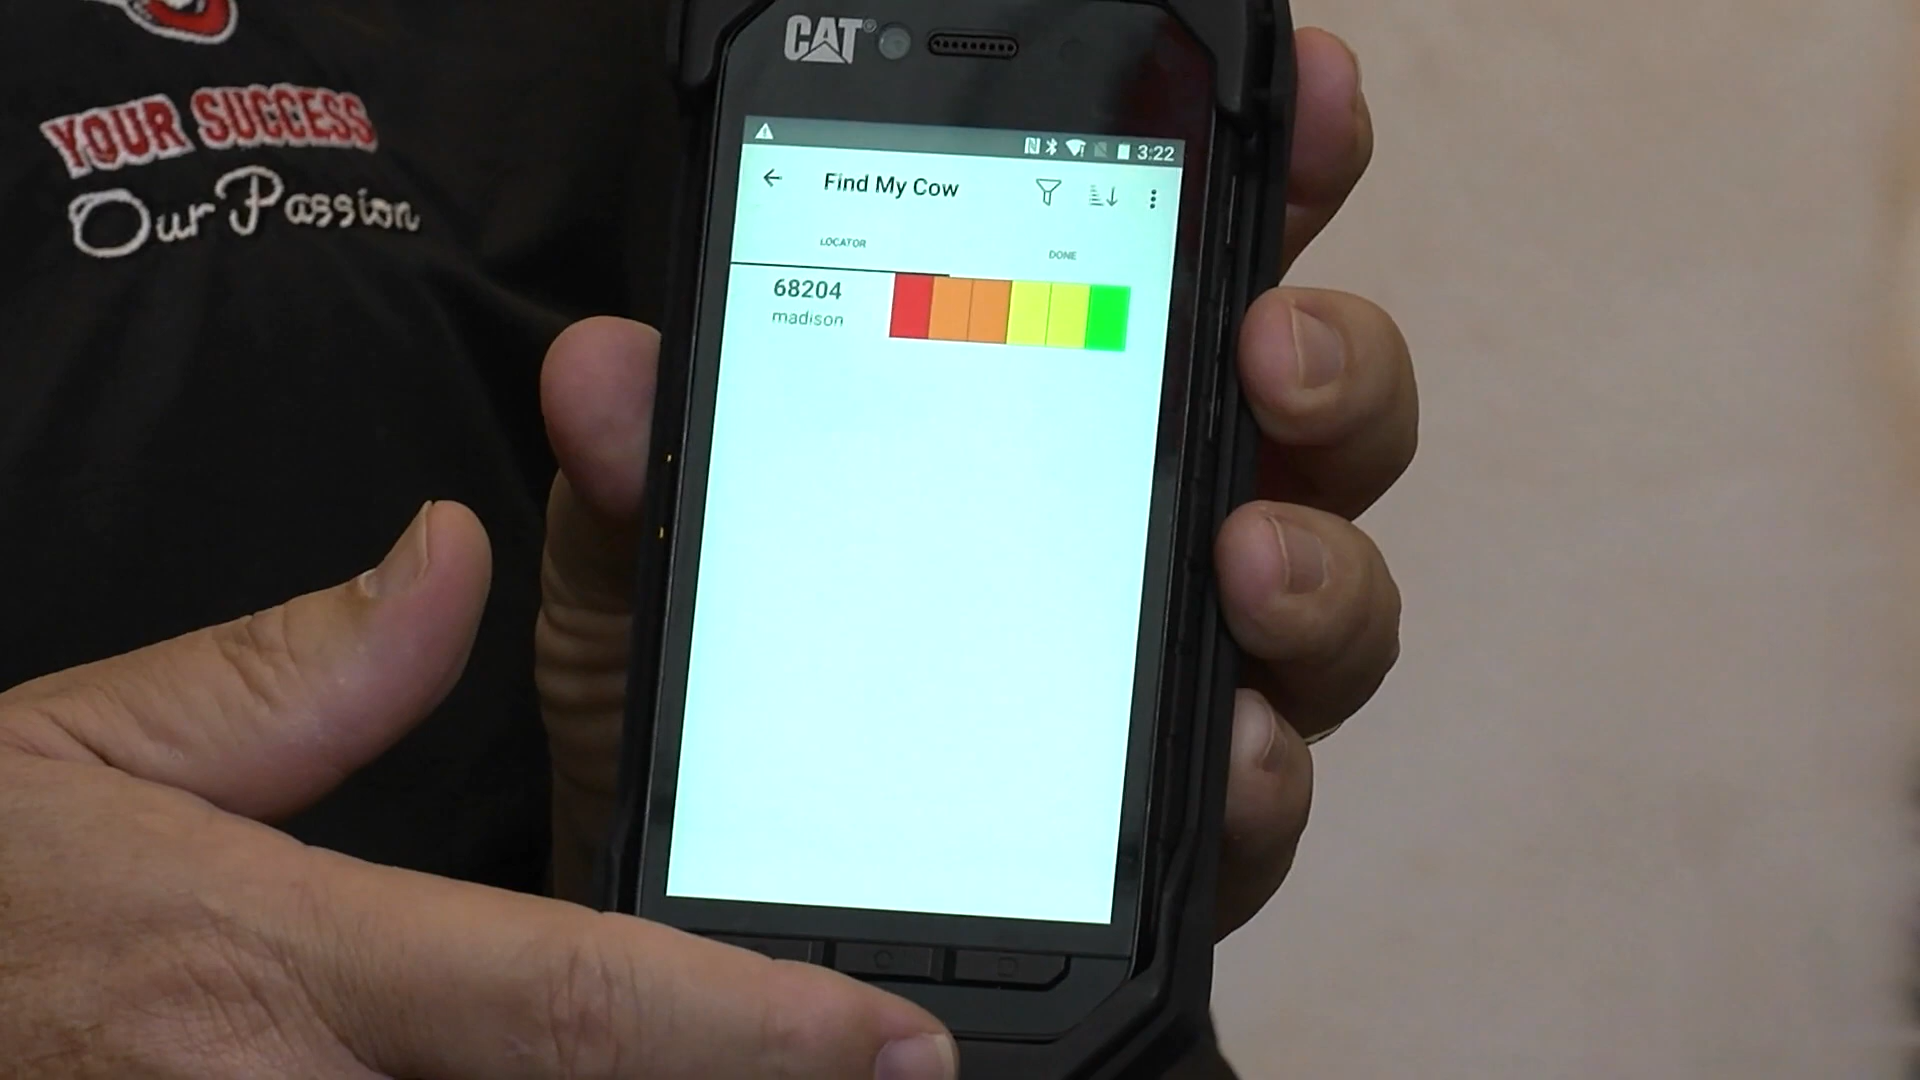 YOUR SUCCESS
Our Passion
CAT®
3:22
Find My Cow
LOCATOR
DONE
68204
madison